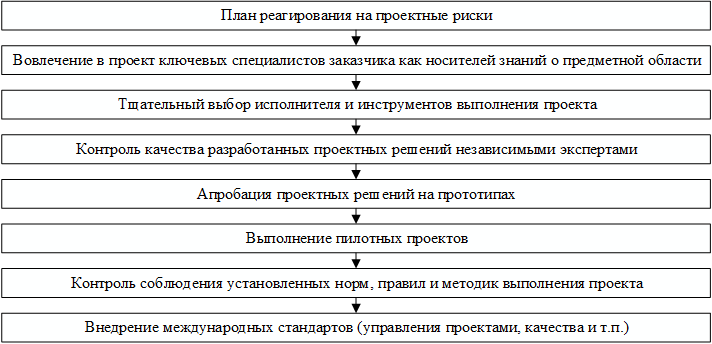 План реагирования на проектные риски
Вовлечение в проект ключевых специалистов заказчика как носителей знаний о предметной области
Тщательный выбор исполнителя и инструментов выполнения проекта
Контроль качества разработанных проектных решений независимыми экспертами
Апробация проектных решений на прототипах
Выполнение пилотных проектов
Контроль соблюдения установленных норм, правил и методик выполнения проекта
Внедрение международных стандартов (управления проектами, качества и т.п.)